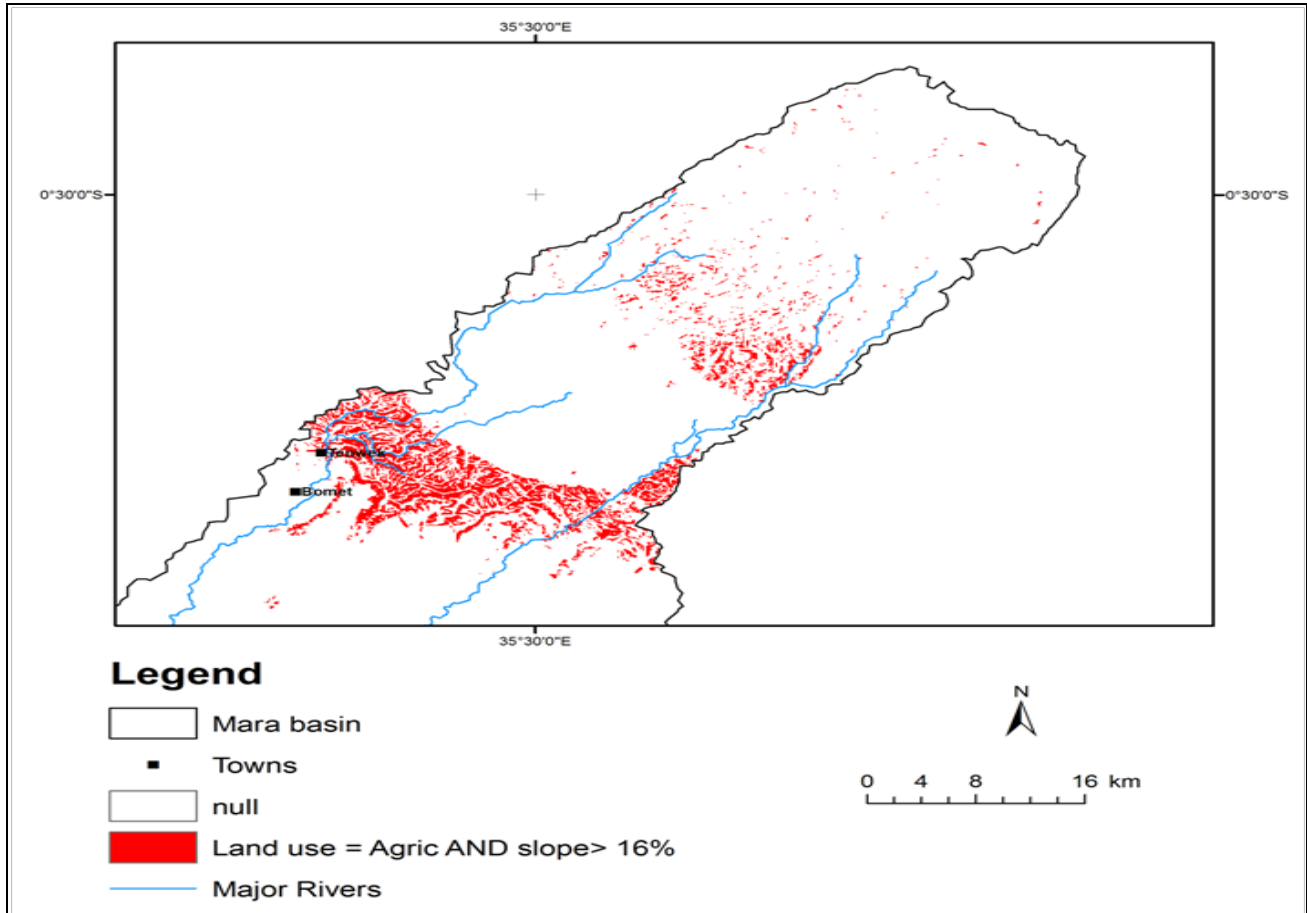 35°30'0"E
0°30'0"S
0°30'0"S
Tenwek
Bomet
35°30'0"E
Legend
Mara basin
Towns
null
Land use = Agric AND slope> 16%
Major Rivers
N
0 4 8 16 km